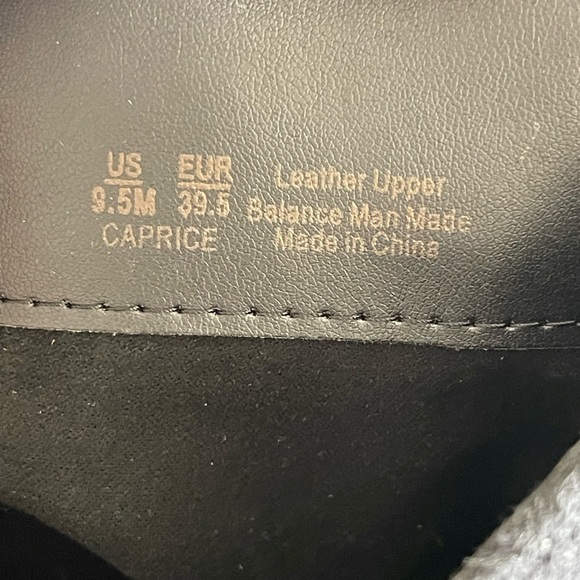 US EUR
9.5M 39.5
CAPRICE
Leather Upper
Balance Man Made
Made in China